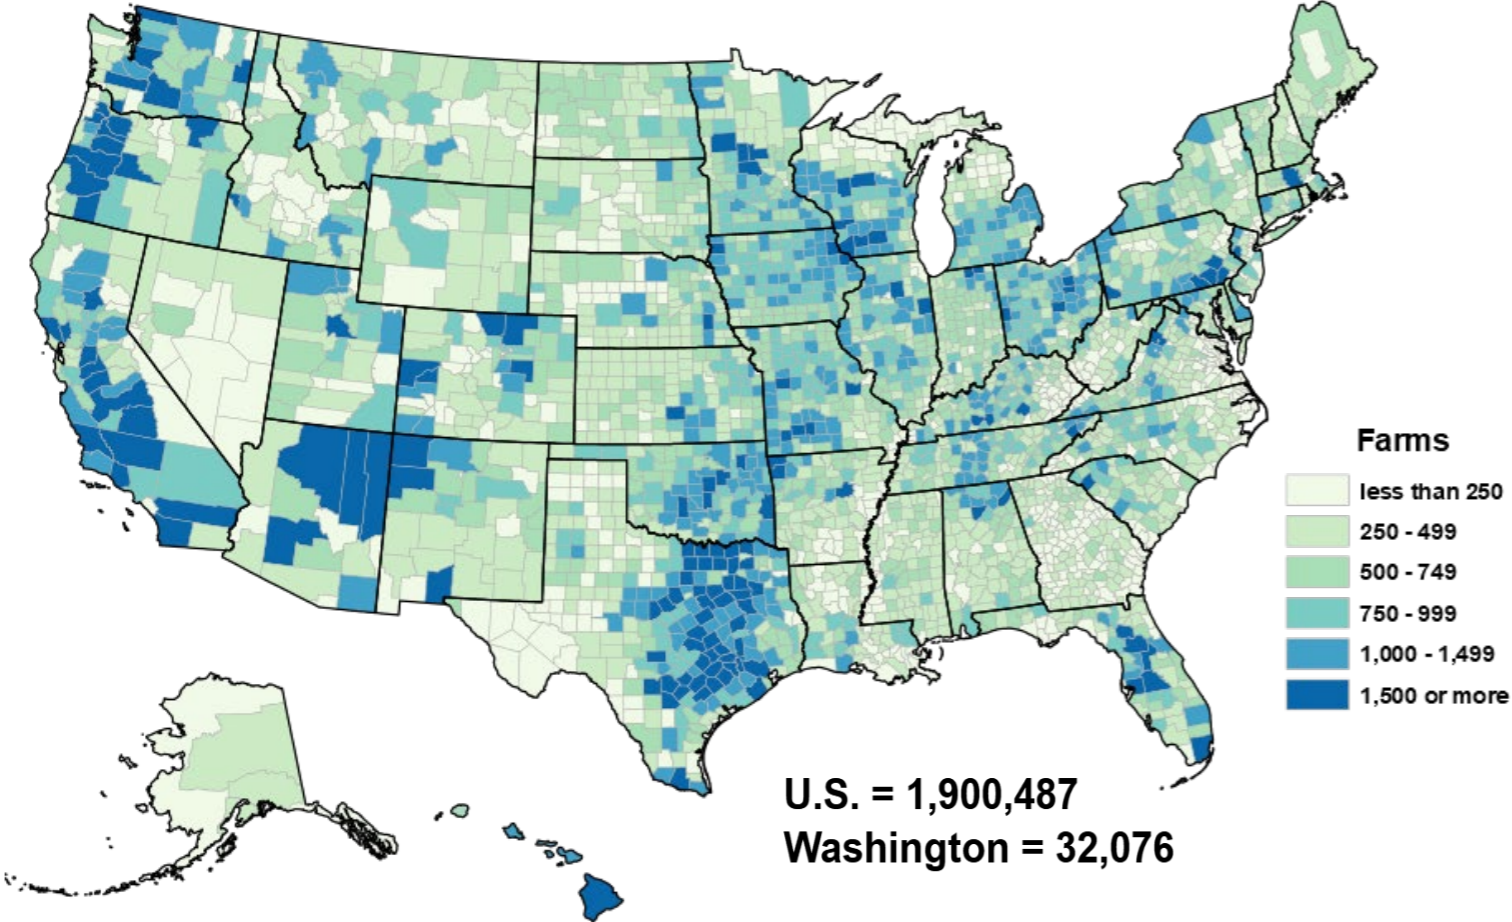 Farms
less than 250
250 - 499
500 - 749
750 - 999
1,000 - 1,499
1,500 or more
U.S. = 1,900,487
Washington = 32,076